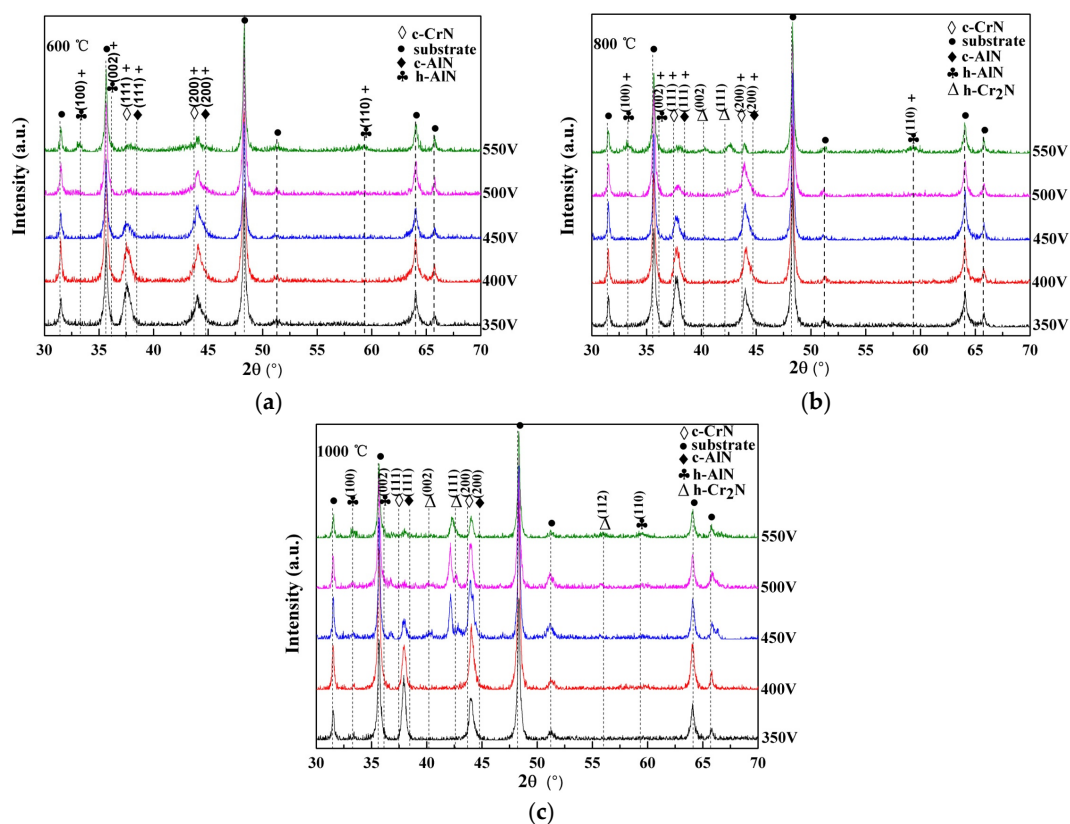 600 ℃
◇ c-CrN
● substrate
◆ c-AlN
♣ h-AlN
(100) +
(002) +
(111) +
(111) +
(200) +
(200) +
(110) +
550V
500V
450V
400V
350V
Intensity (a.u.)
30 35 40 45 50 55 60 65 70
2θ (°)
(a)
800 ℃
◇ c-CrN
● substrate
◆ c-AlN
♣ h-AlN
△ h-Cr2N
(100) +
(002) +
(111) +
(111) +
(002)
(111)
(200) +
(200) +
(110) +
550V
500V
450V
400V
350V
Intensity (a.u.)
30 35 40 45 50 55 60 65 70
2θ (°)
(b)
1000 ℃
◇ c-CrN
● substrate
◆ c-AlN
♣ h-AlN
△ h-Cr2N
(100)
(002)
(111)
(111)
(002)
(111)
(200)
(200)
(112)
(110)
550V
500V
450V
400V
350V
Intensity (a.u.)
30 35 40 45 50 55 60 65 70
2θ (°)
(c)